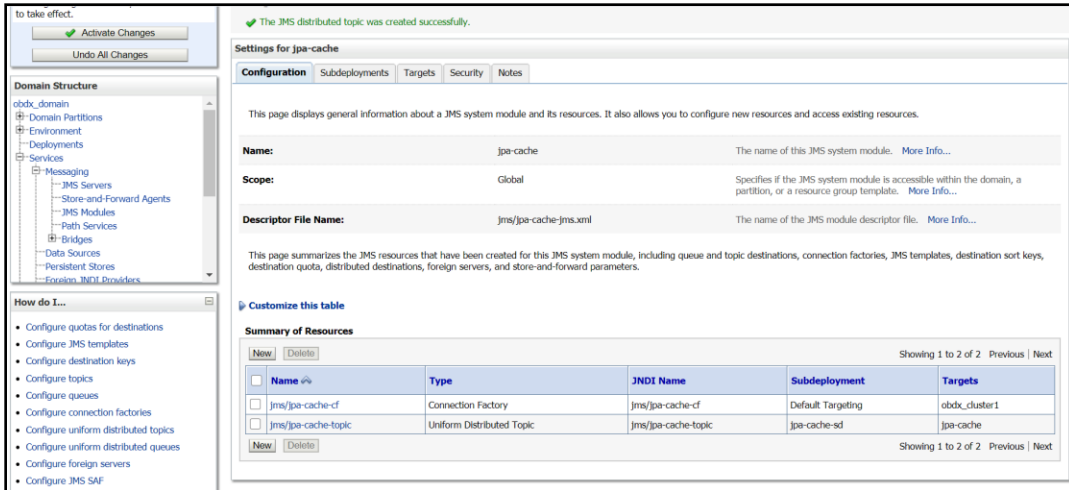 to take effect.
Activate Changes
Undo All Changes
Domain Structure
obdx_domain
Domain Partitions
Environment
Deployments
Services
Messaging
JMS Servers
Store-and-Forward Agents
JMS Modules
Path Services
Bridges
Data Sources
Persistent Stores
Foreign JNDI Providers
How do I...
Configure quotas for destinations
Configure JMS templates
Configure destination keys
Configure topics
Configure queues
Configure connection factories
Configure uniform distributed topics
Configure uniform distributed queues
Configure foreign servers
Configure JMS SAF
The JMS distributed topic was created successfully.
Settings for jpa-cache
Configuration Subdeployments Targets Security Notes
This page displays general information about a JMS system module and its resources. It also allows you to configure new resources and access existing resources.
Name: jpa-cache The name of this JMS system module. More Info...
Scope: Global Specifies if the JMS system module is accessible within the domain, a
partition, or a resource group template. More Info...
Descriptor File Name: jms/jpa-cache-jms.xml The name of the JMS module descriptor file. More Info...
This page summarizes the JMS resources that have been created for this JMS system module, including queue and topic destinations, connection factories, JMS templates, destination sort keys,
destination quota, distributed destinations, foreign servers, and store-and-forward parameters.
Customize this table
Summary of Resources
New Delete Showing 1 to 2 of 2 Previous | Next
Name Type JNDI Name Subdeployment Targets
jms/jpa-cache-cf Connection Factory jms/jpa-cache-cf Default Targeting obdx_cluster1
jms/jpa-cache-topic Uniform Distributed Topic jms/jpa-cache-topic jpa-cache-sd jpa-cache
New Delete Showing 1 to 2 of 2 Previous | Next